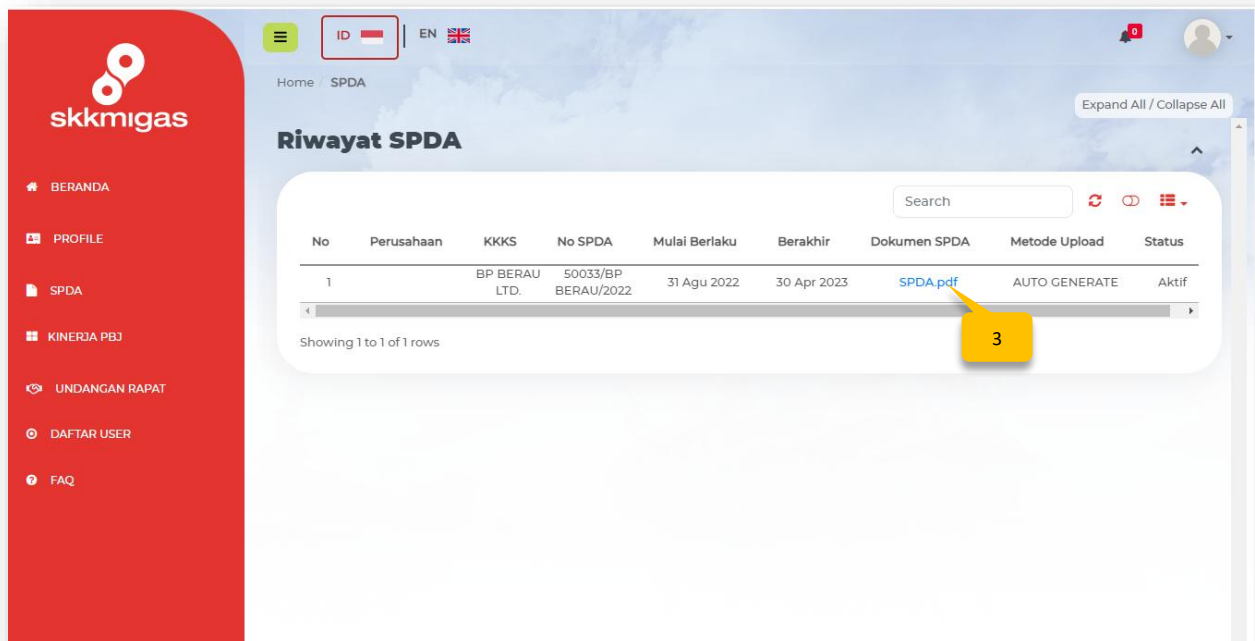 skkmigas
BERANDA
PROFILE
SPDA
KINERJA PBJ
UNDANGAN RAPAT
DAFTAR USER
FAQ
ID
EN
0
Home / SPDA
Expand All / Collapse All
Riwayat SPDA
Search
No Perusahaan KKKS No SPDA Mulai Berlaku Berakhir Dokumen SPDA Metode Upload Status
1 BP BERAU LTD. 50033/BP BERAU/2022 31 Agu 2022 30 Apr 2023 SPDA.pdf AUTO GENERATE Aktif
3
Showing 1 to 1 of 1 rows